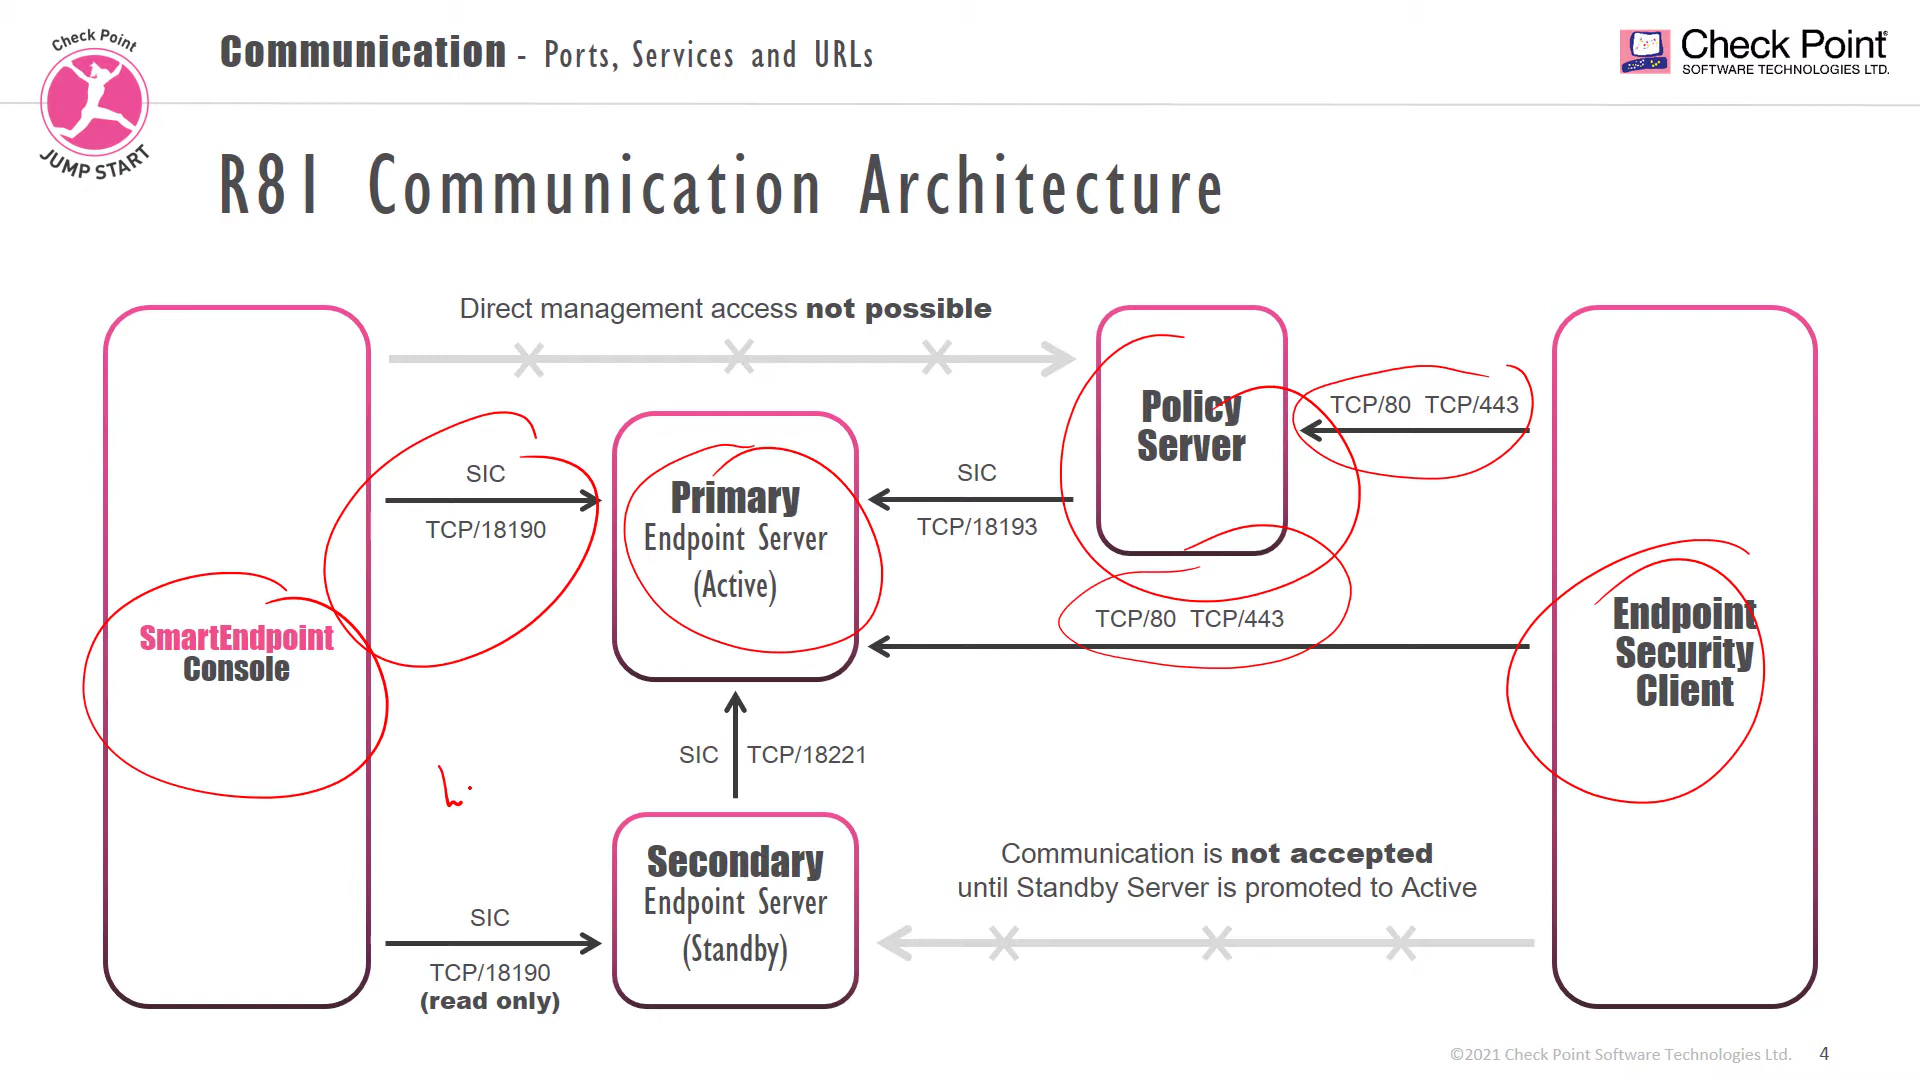 Check Point
JUMP START
Communication - Ports, Services and URLs
Check Point
SOFTWARE TECHNOLOGIES LTD.
R81 Communication Architecture
Direct management access not possible
Policy
Server
TCP/80 TCP/443
SIC
TCP/18190
Primary
Endpoint Server
(Active)
SIC
TCP/18193
TCP/80 TCP/443
SmartEndpoint
Console
Endpoint
Security
Client
SIC TCP/18221
Secondary
Endpoint Server
(Standby)
Communication is not accepted
until Standby Server is promoted to Active
SIC
TCP/18190
(read only)
©2021 Check Point Software Technologies Ltd. 4